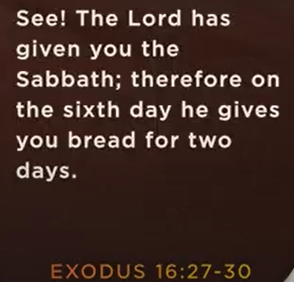 See! The Lord has
given you the
Sabbath; therefore on
the sixth day he gives
you bread for two
days.
EXODUS 16:27-30